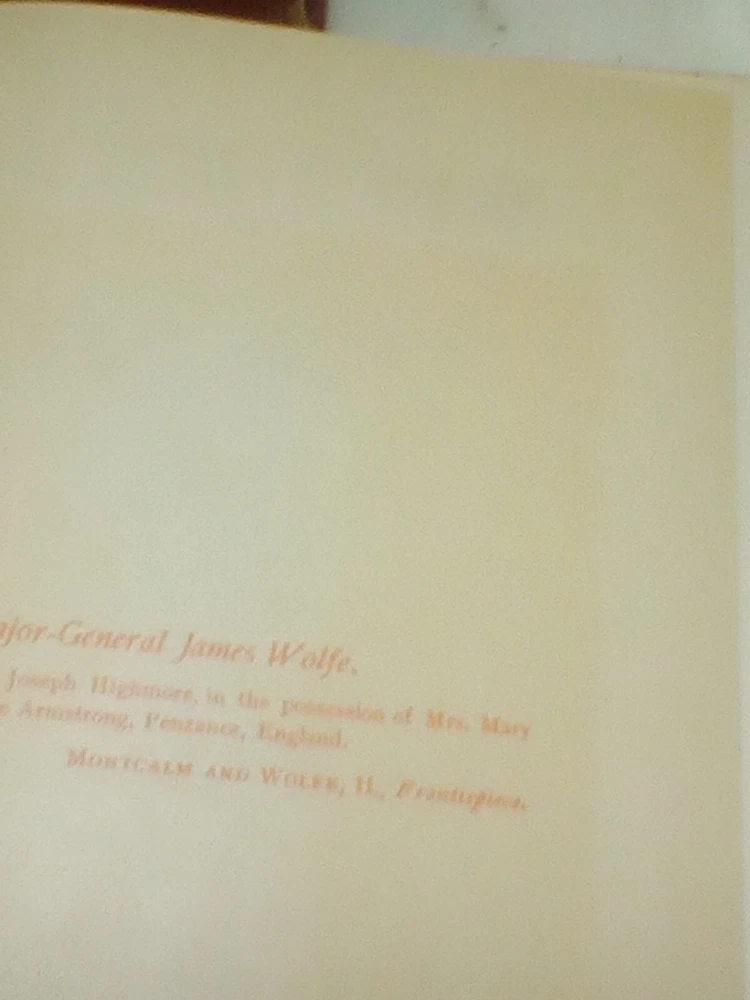 ajor-General James Wolfe.
Joseph Highmore, in the possession of Mrs. Mary
e Armstrong, Penzance, England.
MONTCALM AND WOLFE, II., Frontispiece.